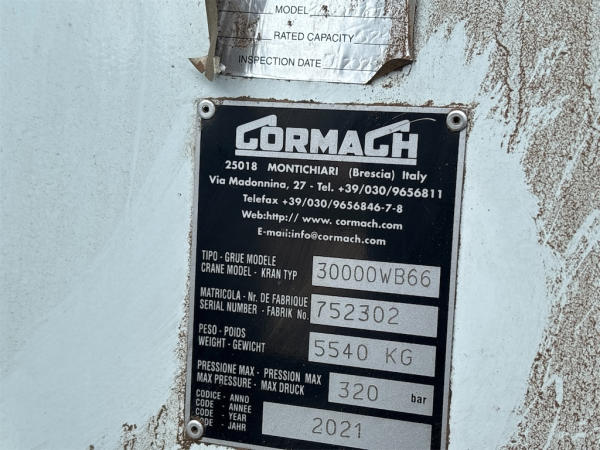 MODEL
RATED CAPACITY
INSPECTION DATE
CORMACH
25018 MONTICHIARI (Brescia) Italy
Via Madonnina, 27 - Tel. +39/030/9656811
Telefax +39/030/9656846-7-8
Web:http// www. cormach.com
E-mail:info@cormach.com
TIPO - GRUE MODELE
CRANE MODEL - KRAN TYP 30000WB66
MATRICOLA - Nr. DE FABRIQUE
SERIAL NUMBER - FABRIK No. 752302
PESO - POIDS
WEIGHT - GEWICHT 5540 KG
PRESSIONE MAX - PRESSION MAX
MAX PRESSURE - MAX DRUCK 320 bar
CODICE - ANNO
CODE - ANNEE
CODE - YEAR
CODE - JAHR 2021